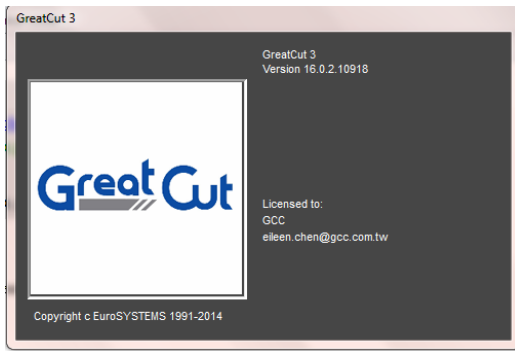 GreatCut 3
GreatCut 3
Version 16.0.2.10918
Great Cut
Licensed to:
GCC
eileen.chen@gcc.com.tw
Copyright c EuroSYSTEMS 1991-2014